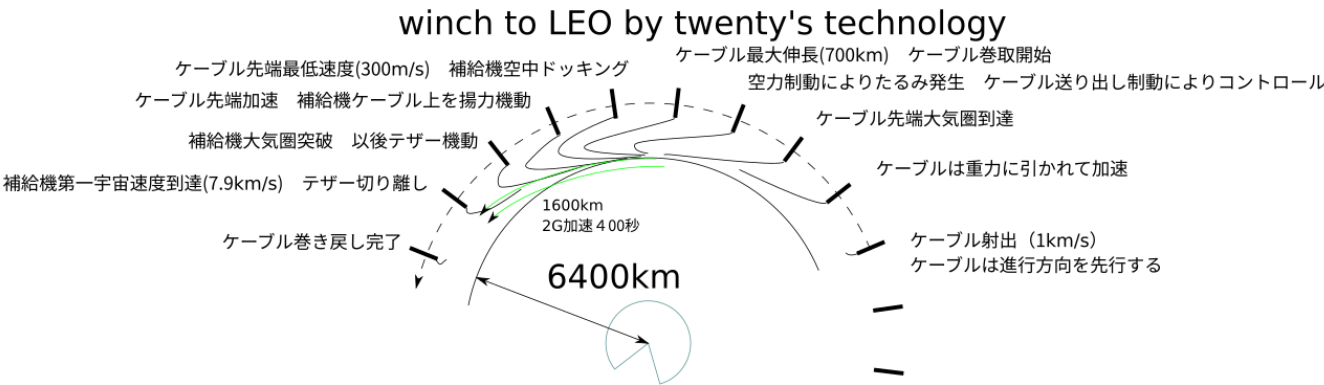 winch to LEO by twenty's technology
ケーブル最大伸長(700km)　ケーブル巻取開始
ケーブル先端最低速度(300m/s)　補給機空中ドッキング
空力制動によりたるみ発生　ケーブル送り出し制動によりコントロール
ケーブル先端加速　補給機ケーブル上を揚力機動
ケーブル先端大気圏到達
補給機大気圏突破　以後テザー機動
ケーブルは重力に引かれて加速
補給機第一宇宙速度到達(7.9km/s)　テザー切り離し
1600km
2G加速４00秒
ケーブル巻き戻し完了
ケーブル射出（1km/s）
ケーブルは進行方向を先行する
6400km